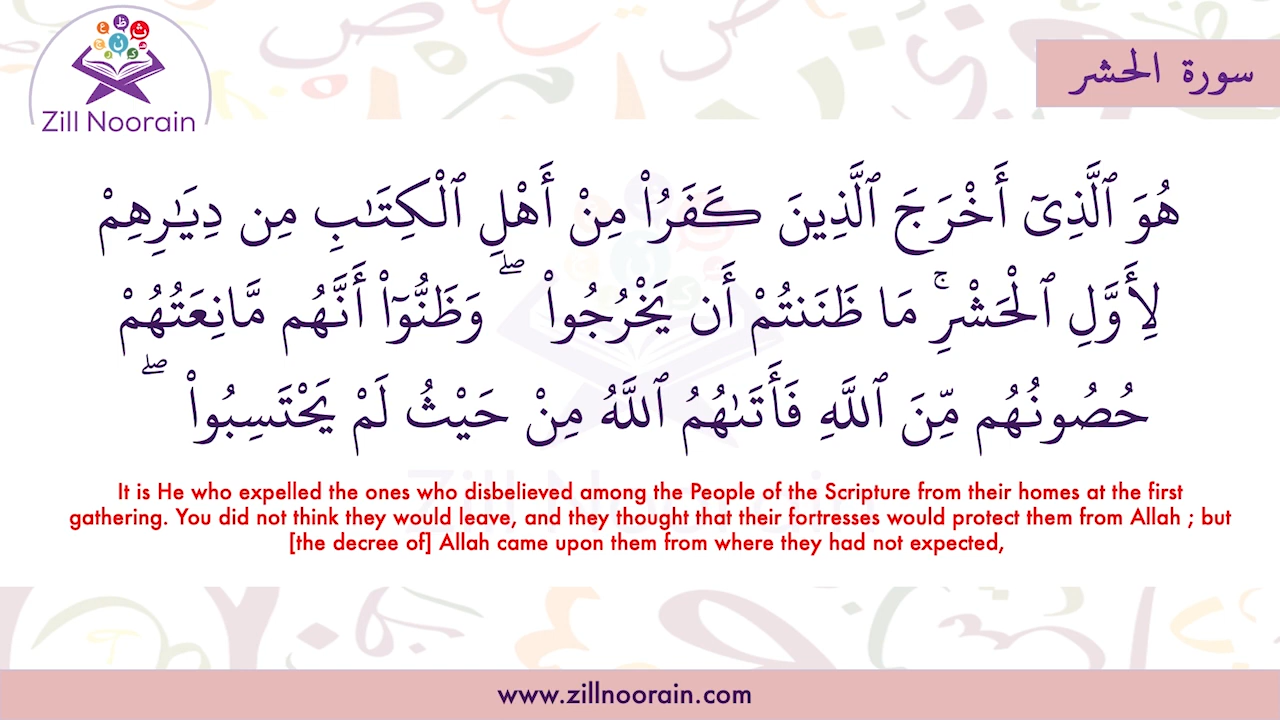 Zill Noorain
سورة الحشر
هُوَ ٱلَّذِىٓ أَخْرَجَ ٱلَّذِينَ كَفَرُوا۟ مِنْ أَهْلِ ٱلْكِتَـٰبِ مِن دِيَـٰرِهِمْ
لِأَوَّلِ ٱلْحَشْرِ ۚ مَا ظَنَنتُمْ أَن يَخْرُجُوا۟ ۖ وَظَنُّوٓا۟ أَنَّهُم مَّانِعَتُهُمْ
حُصُونُهُم مِّنَ ٱللَّهِ فَأَتَىٰهُمُ ٱللَّهُ مِنْ حَيْثُ لَمْ يَحْتَسِبُوا۟ ۖ
It is He who expelled the ones who disbelieved among the People of the Scripture from their homes at the first
gathering. You did not think they would leave, and they thought that their fortresses would protect them from Allah ; but
[the decree of] Allah came upon them from where they had not expected,
www.zillnoorain.com